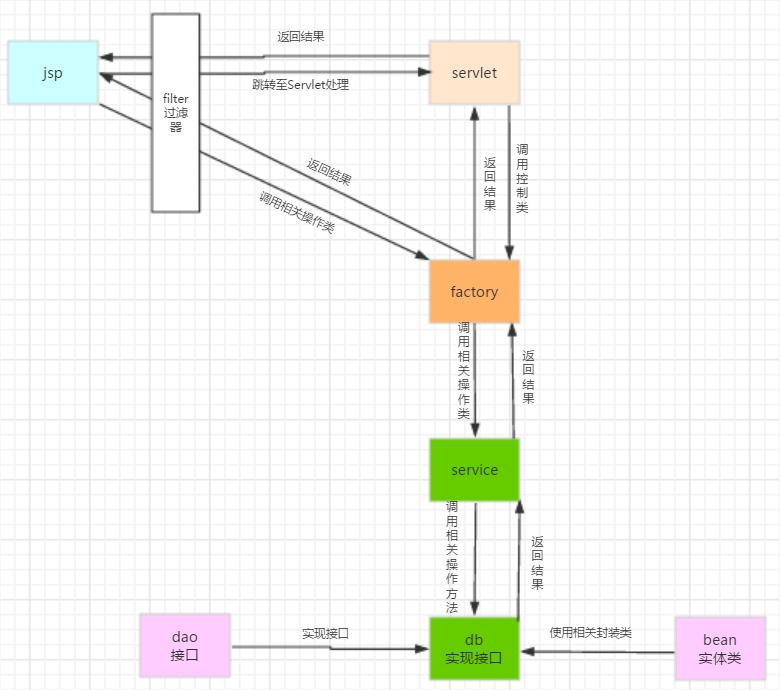 返回结果
jsp
filter
过滤
器
servlet
跳转至Servlet处理
返回结果
调用相关操作类
返回结果
调用控制类
factory
调用相关操作类
返回结果
service
调用相关操作方法
返回结果
dao
接口
实现接口
db
实现接口
使用相关封装类
bean
实体类